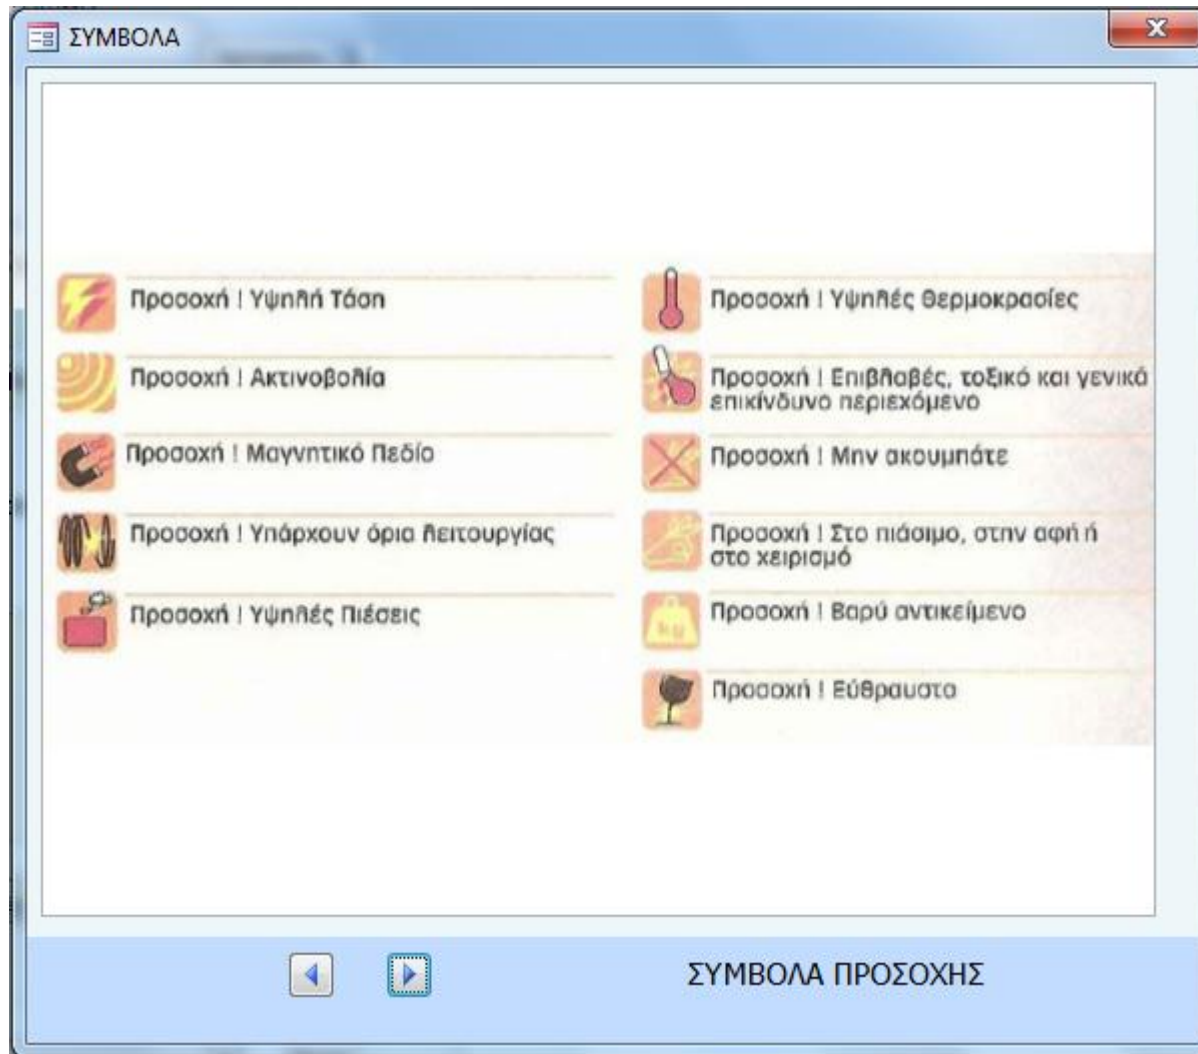 ΣΥΜΒΟΛΑ
Προσοχή ! Υψηλή Τάση
Προσοχή ! Ακτινοβολία
Προσοχή ! Μαγνητικό Πεδίο
Προσοχή ! Υπάρχουν όρια λειτουργίας
Προσοχή ! Υψηλές Πιέσεις
Προσοχή ! Υψηλές Θερμοκρασίες
Προσοχή ! Επιβλαβές, τοξικό και γενικά
επικίνδυνο περιεχόμενο
Προσοχή ! Μην ακουμπάτε
Προσοχή ! Στο πιάσιμο, στην αφή ή
στο χειρισμό
kg
Προσοχή ! Βαρύ αντικείμενο
Προσοχή ! Εύθραυστα
ΣΥΜΒΟΛΑ ΠΡΟΣΟΧΗΣ